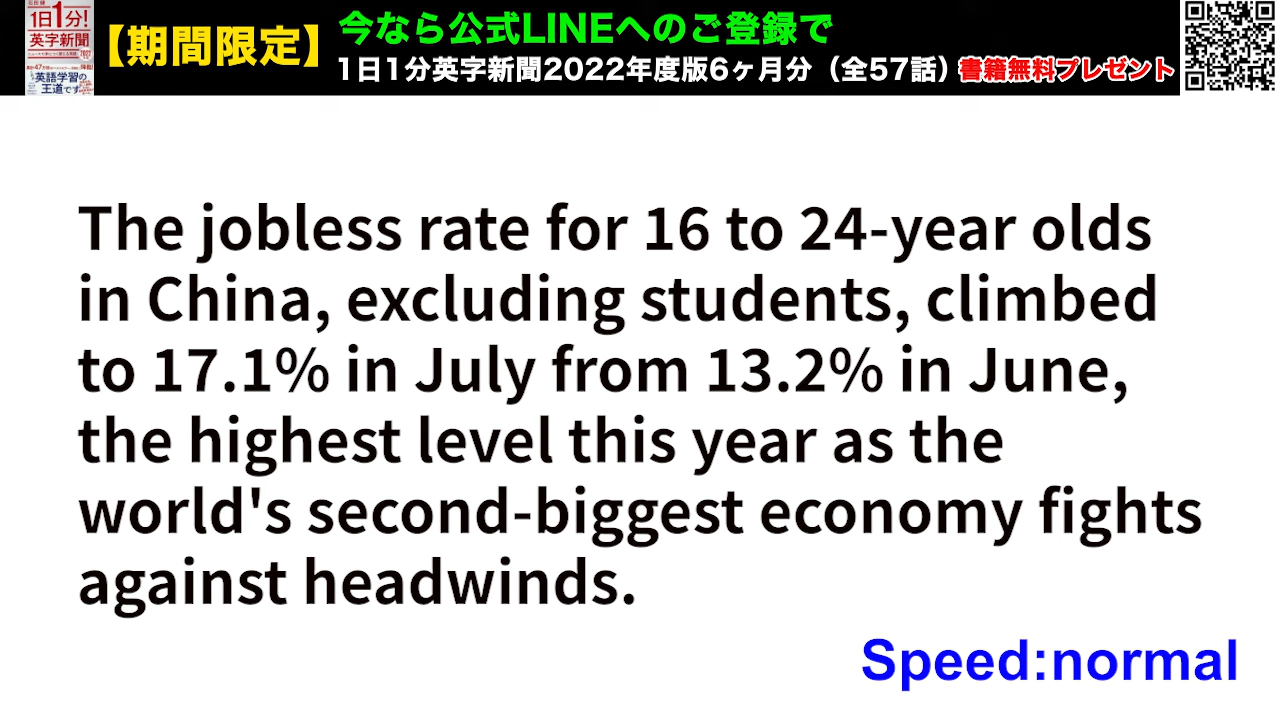 1日1分!
英字新聞
英語学習の
王道です
【期間限定】
今なら公式LINEへのご登録で
1日1分英字新聞2022年度版6ヶ月分(全57話)書籍無料プレゼント
The jobless rate for 16 to 24-year olds
in China, excluding students, climbed
to 17.1% in July from 13.2% in June,
the highest level this year as the
world's second-biggest economy fights
against headwinds.
Speed:normal